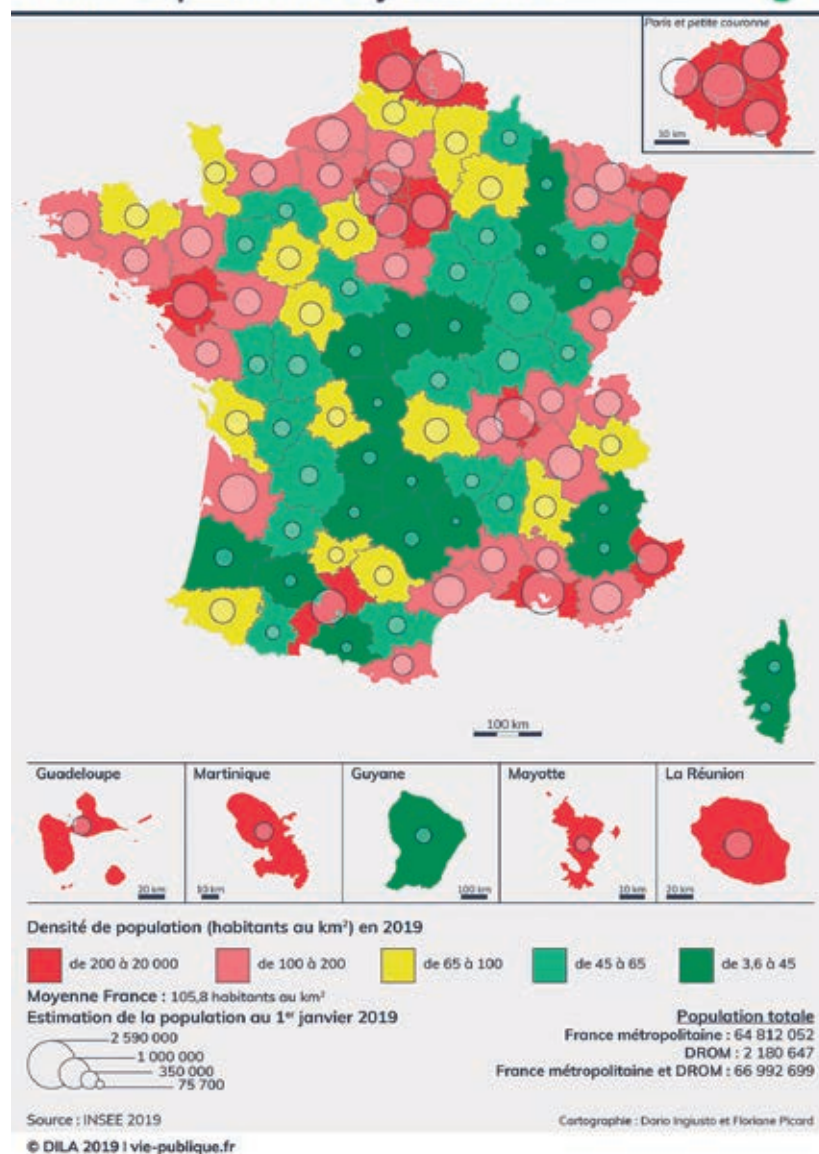 Paris et petite couronne
10 km
100 km
Guadeloupe
Martinique
Guyane
Mayotte
La Réunion
20 km
10 km
100 km
10 km
20 km
Densité de population (habitants au km²) en 2019
de 200 à 20 000
de 100 à 200
de 65 à 100
de 45 à 65
de 3,6 à 45
Moyenne France : 105,8 habitants au km²
Estimation de la population au 1er janvier 2019
2 590 000
1 000 000
350 000
75 700
Population totale
France métropolitaine : 64 812 052
DROM : 2 180 647
France métropolitaine et DROM : 66 992 699
Source : INSEE 2019
Cartographie : Dario Ingiusto et Floriane Picard
© DILA 2019 I vie-publique.fr